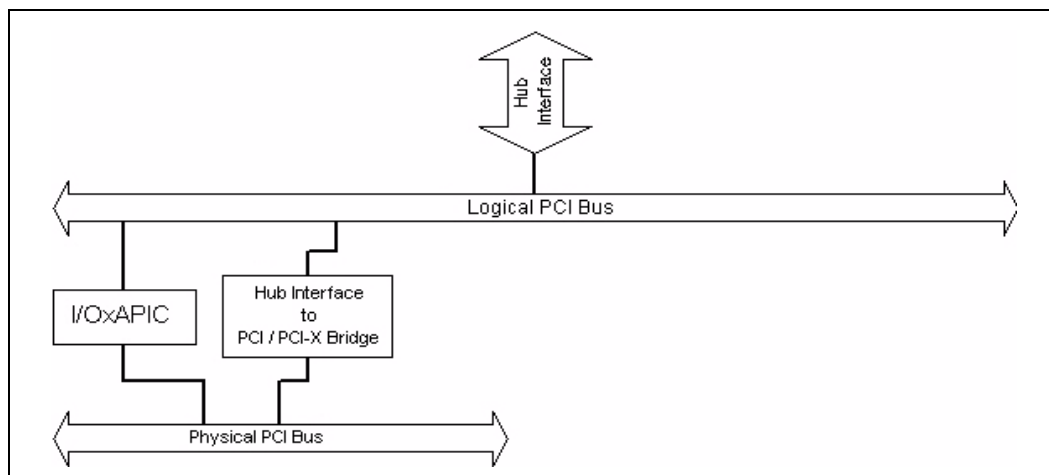 Hub
Interface
Logical PCI Bus
I/OxAPIC
Hub Interface
to
PCI / PCI-X Bridge
Physical PCI Bus